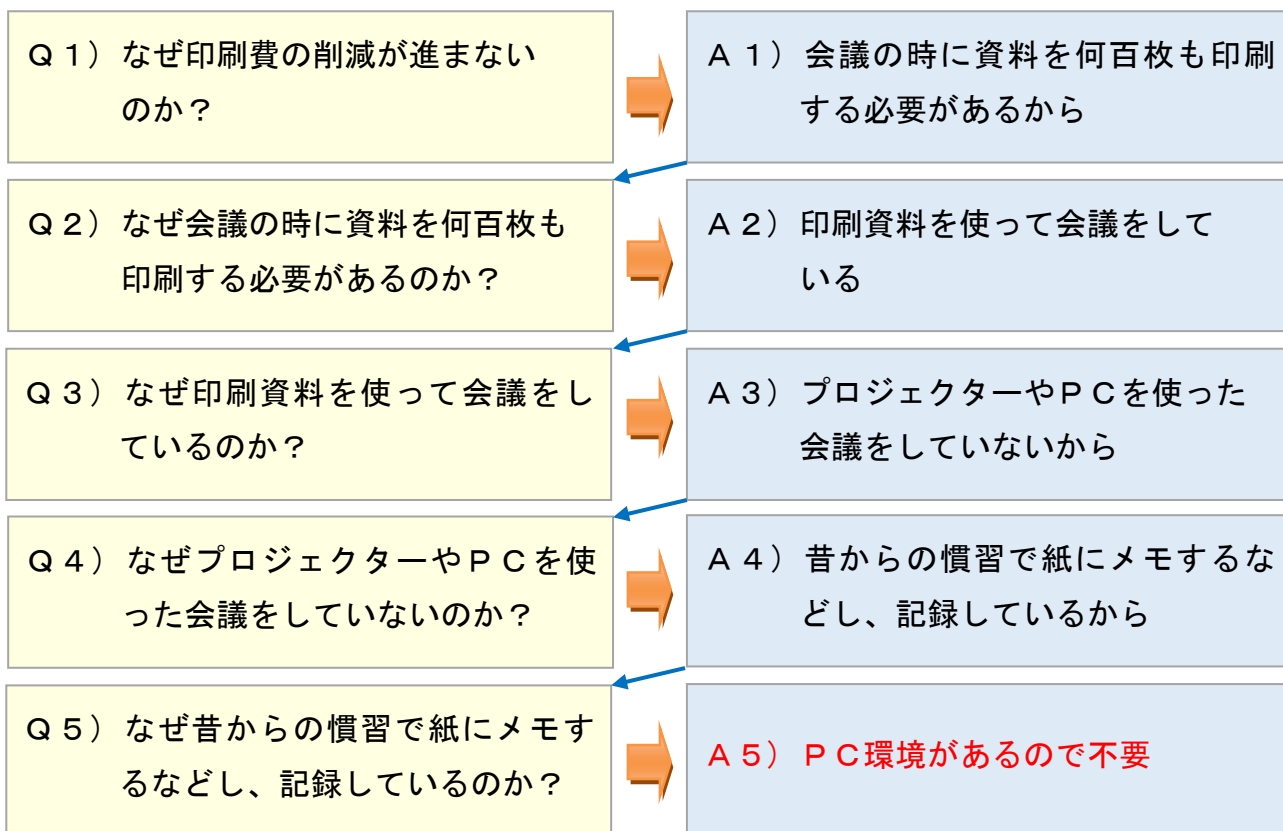 Ｑ１）なぜ印刷費の削減が進まない
のか？
Ａ１）会議の時に資料を何百枚も印刷
する必要があるから
Ｑ２）なぜ会議の時に資料を何百枚も
印刷する必要があるのか？
Ａ２）印刷資料を使って会議をして
いる
Ｑ３）なぜ印刷資料を使って会議をし
ているのか？
Ａ３）プロジェクターやＰＣを使った
会議をしていないから
Ｑ４）なぜプロジェクターやＰＣを使
った会議をしていないのか？
Ａ４）昔からの慣習で紙にメモするな
どし、記録しているから
Ｑ５）なぜ昔からの慣習で紙にメモす
るなどし、記録しているのか？
Ａ５）ＰＣ環境があるので不要